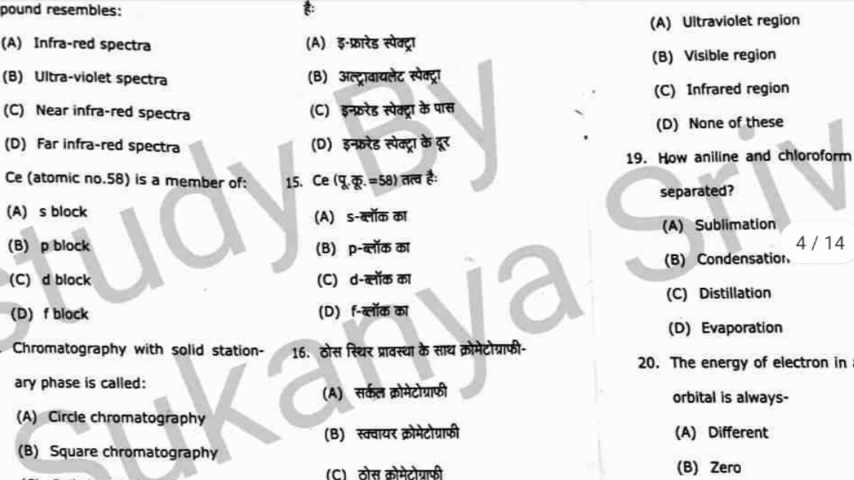 pound resembles:
(A) Infra-red spectra
(B) Ultra-violet spectra
(C) Near infra-red spectra
(D) Far infra-red spectra
Ce (atomic no.58) is a member of:
(A) s block
(B) p block
(C) d block
(D) f block
Chromatography with solid station-
ary phase is called:
(A) Circle chromatography
(B) Square chromatography
है:
(A) इ-फ्रारेड स्पेक्ट्रा
(B) अल्ट्रावायलेट स्पेक्ट्रा
(C) इन्फ्ररेड स्पेक्ट्रा के पास
(D) इन्फ्ररेड स्पेक्ट्रा के दूर
15. Ce (पू.कू.=58) तत्व है:
(A) s-ब्लॉक का
(B) p-ब्लॉक का
(C) d-ब्लॉक का
(D) f-ब्लॉक का
16. ठोस स्थिर प्रावस्था के साथ क्रोमेटोग्राफी-
(A) सर्कल क्रोमेटोग्राफी
(B) स्क्वायर क्रोमेटोग्राफी
(C) ठोस क्रोमेटोग्राफी
(A) Ultraviolet region
(B) Visible region
(C) Infrared region
(D) None of these
19. How aniline and chloroform
separated?
(A) Sublimation
(B) Condensation
(C) Distillation
(D) Evaporation
20. The energy of electron in
orbital is always-
(A) Different
(B) Zero
4 / 14
Study By
Sukanya Sriv